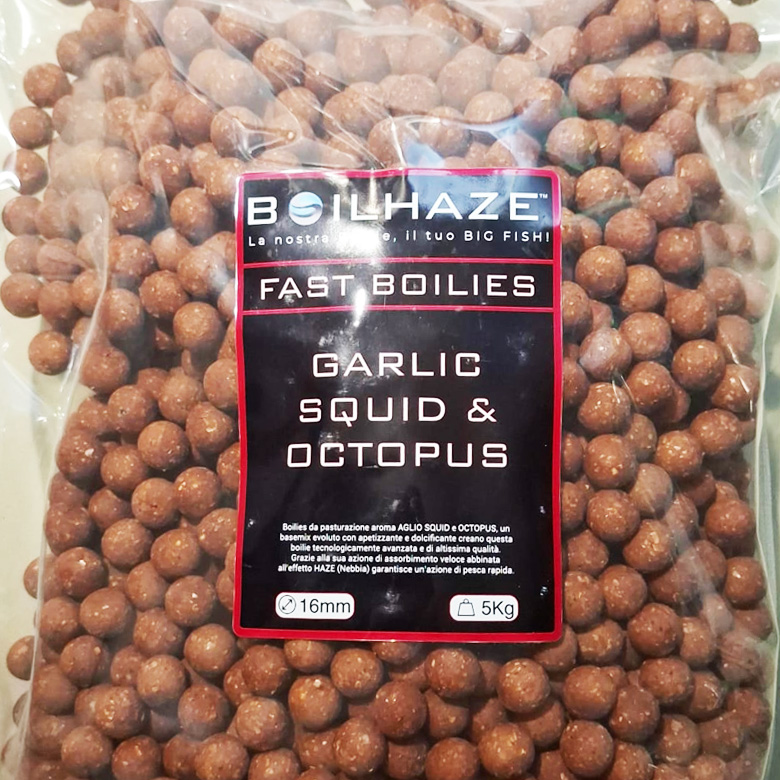 BOILHAZE™
La nostra e, il tuo BIG FISH!
FAST BOILIES
GARLIC
SQUID &
OCTOPUS
Boilies da pasturazione aroma AGLIO SQUID e OCTOPUS, un
basemix evoluto con apetizzante e dolcificante creano questa
boilie tecnologicamente avanzata e di altissima qualità.
Grazie alla sua azione di assorbimento veloce abbinata
all'effetto HAZE (Nebbia) garantisce un'azione di pesca rapida.
16mm
5Kg